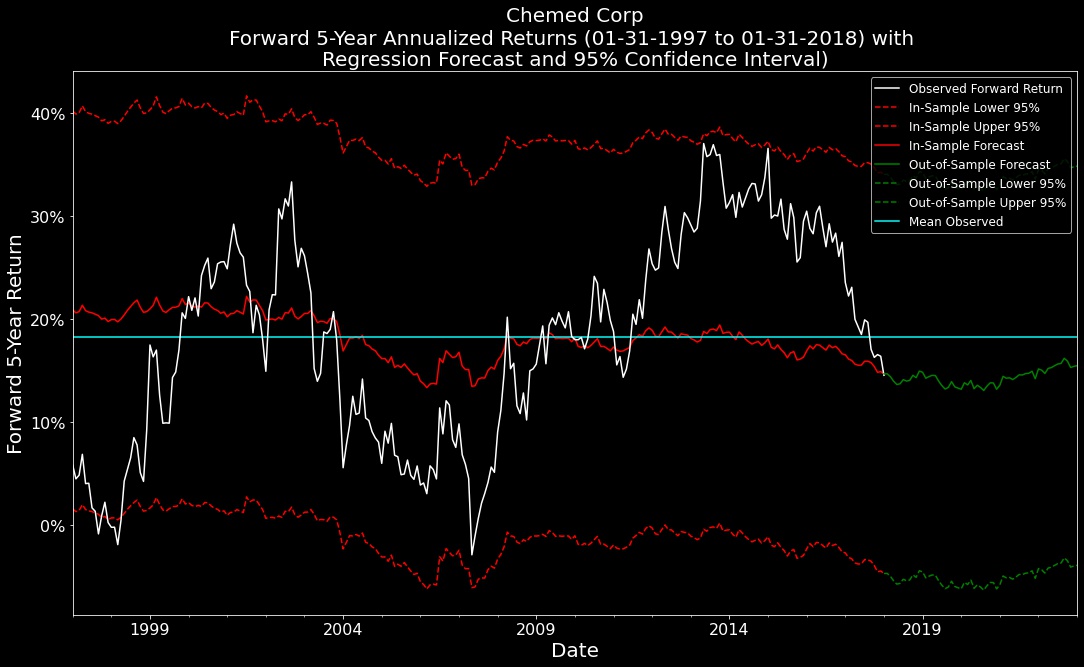 Chemed Corp
Forward 5-Year Annualized Returns (01-31-1997 to 01-31-2018) with
Regression Forecast and 95% Confidence Interval)
Observed Forward Return
In-Sample Lower 95%
In-Sample Upper 95%
In-Sample Forecast
Out-of-Sample Forecast
Out-of-Sample Lower 95%
Out-of-Sample Upper 95%
Mean Observed
Forward 5-Year Return
40%
30%
20%
10%
0%
1999 2004 2009 2014 2019
Date